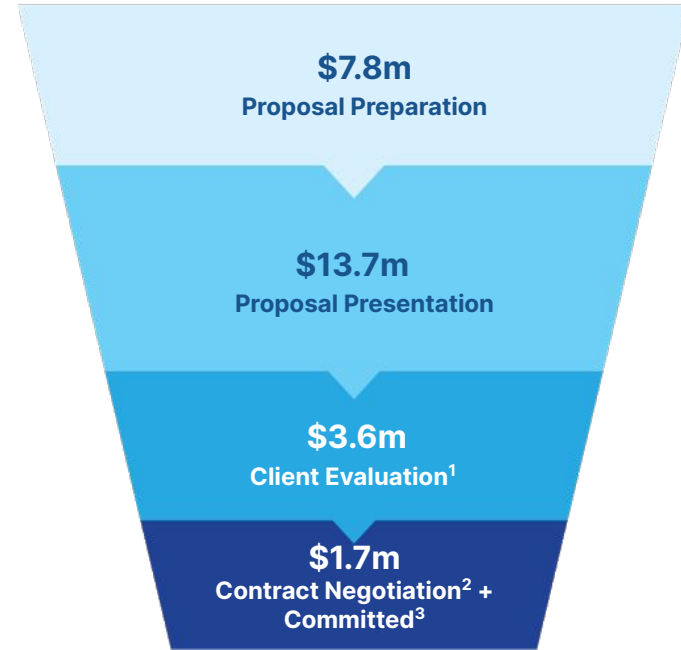 $7.8m
Proposal Preparation
$13.7m
Proposal Presentation
$3.6m
Client Evaluation¹
$1.7m
Contract Negotiation² +
Committed³